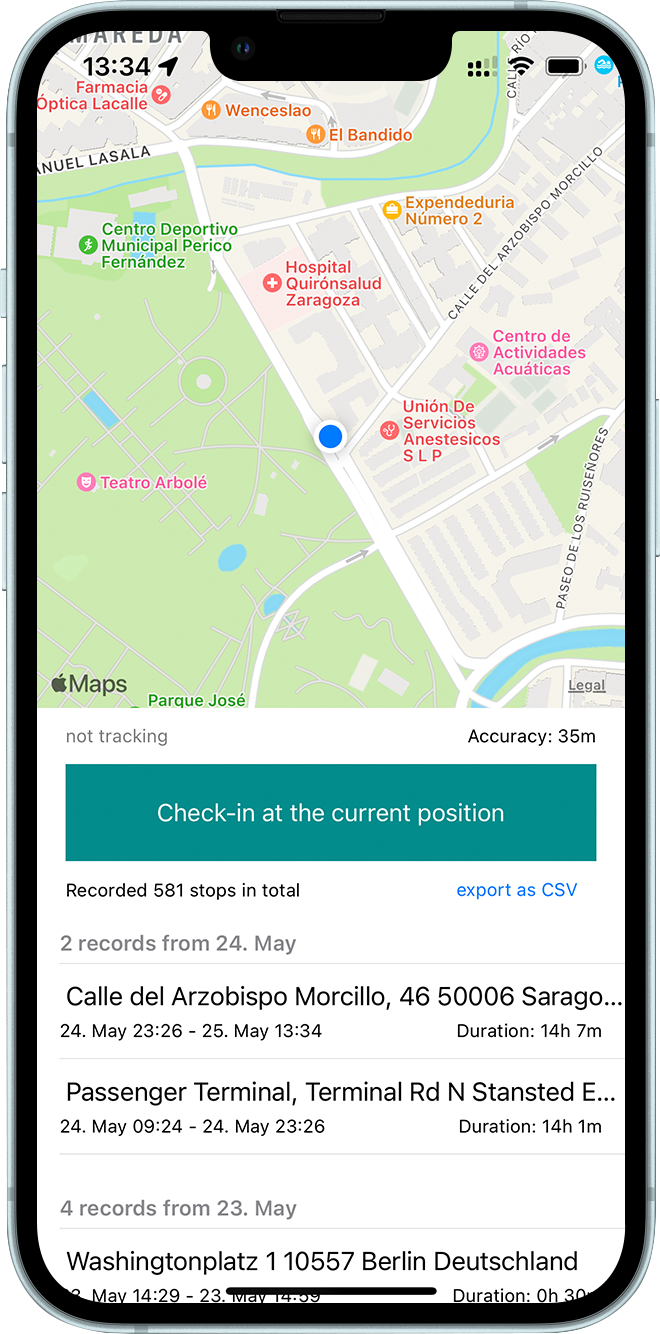 MAREDA
13:34
Farmacia
Óptica Lacalle
Wenceslao
El Bandido
CALLE RÍO
ANUEL LASALA
Expendeduria
Número 2
CALLE DEL ARZOBISPO MORCILLO
Centro Deportivo
Municipal Perico
Fernández
Hospital
Quirónsalud
Zaragoza
Centro de
Actividades
Acuáticas
Unión De
Servicios
Anestesicos
S L P
Teatro Arbolé
PASEO DE LOS RUISEÑORES
Maps
Legal
Parque José
not tracking
Accuracy: 35m
Check-in at the current position
Recorded 581 stops in total
export as CSV
2 records from 24. May
Calle del Arzobispo Morcillo, 46 50006 Sarago...
24. May 23:26 - 25. May 13:34
Duration: 14h 7m
Passenger Terminal, Terminal Rd N Stansted E...
24. May 09:24 - 24. May 23:26
Duration: 14h 1m
4 records from 23. May
Washingtonplatz 1 10557 Berlin Deutschland
23. May 14:29 - 23. May 14:59
Duration: 0h 30